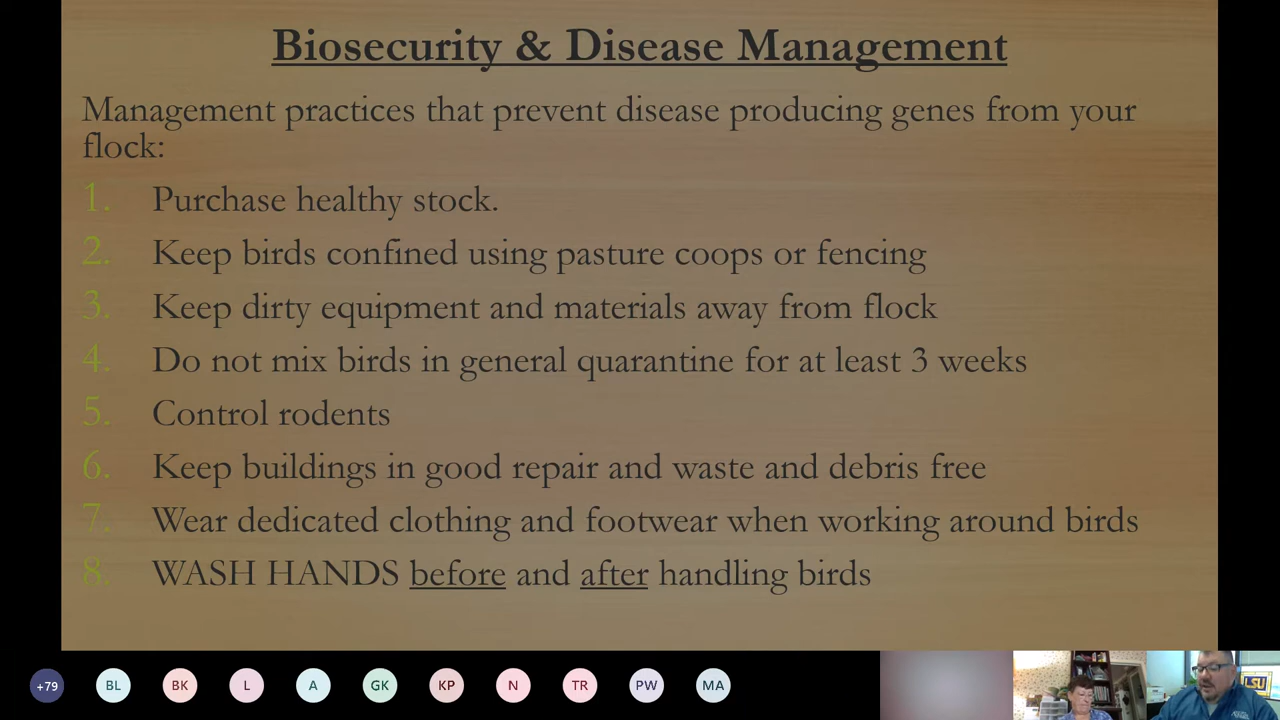 Biosecurity & Disease Management
Management practices that prevent disease producing genes from your
flock:
1. Purchase healthy stock.
2. Keep birds confined using pasture coops or fencing
3. Keep dirty equipment and materials away from flock
4. Do not mix birds in general quarantine for at least 3 weeks
5. Control rodents
6. Keep buildings in good repair and waste and debris free
7. Wear dedicated clothing and footwear when working around birds
8. WASH HANDS before and after handling birds
+79 BL BK L A GK KP N TR PW MA
LSU